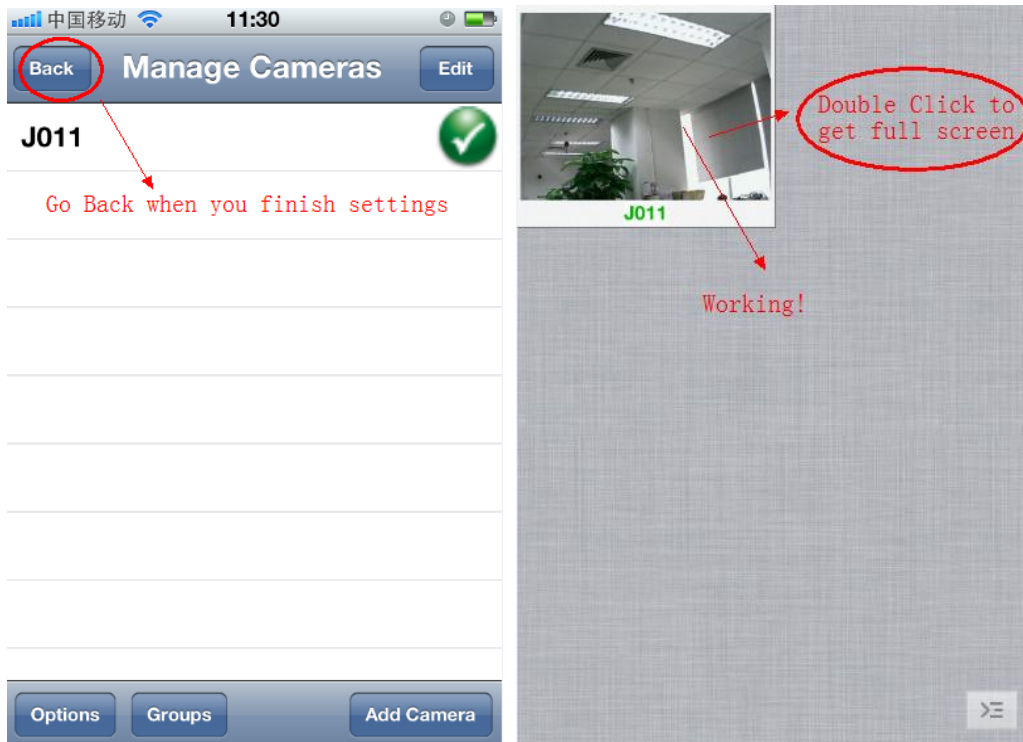 中国移动 11:30
Back Manage Cameras Edit
J011
Go Back when you finish settings
Options Groups Add Camera
J011
Double Click to
get full screen
Working!